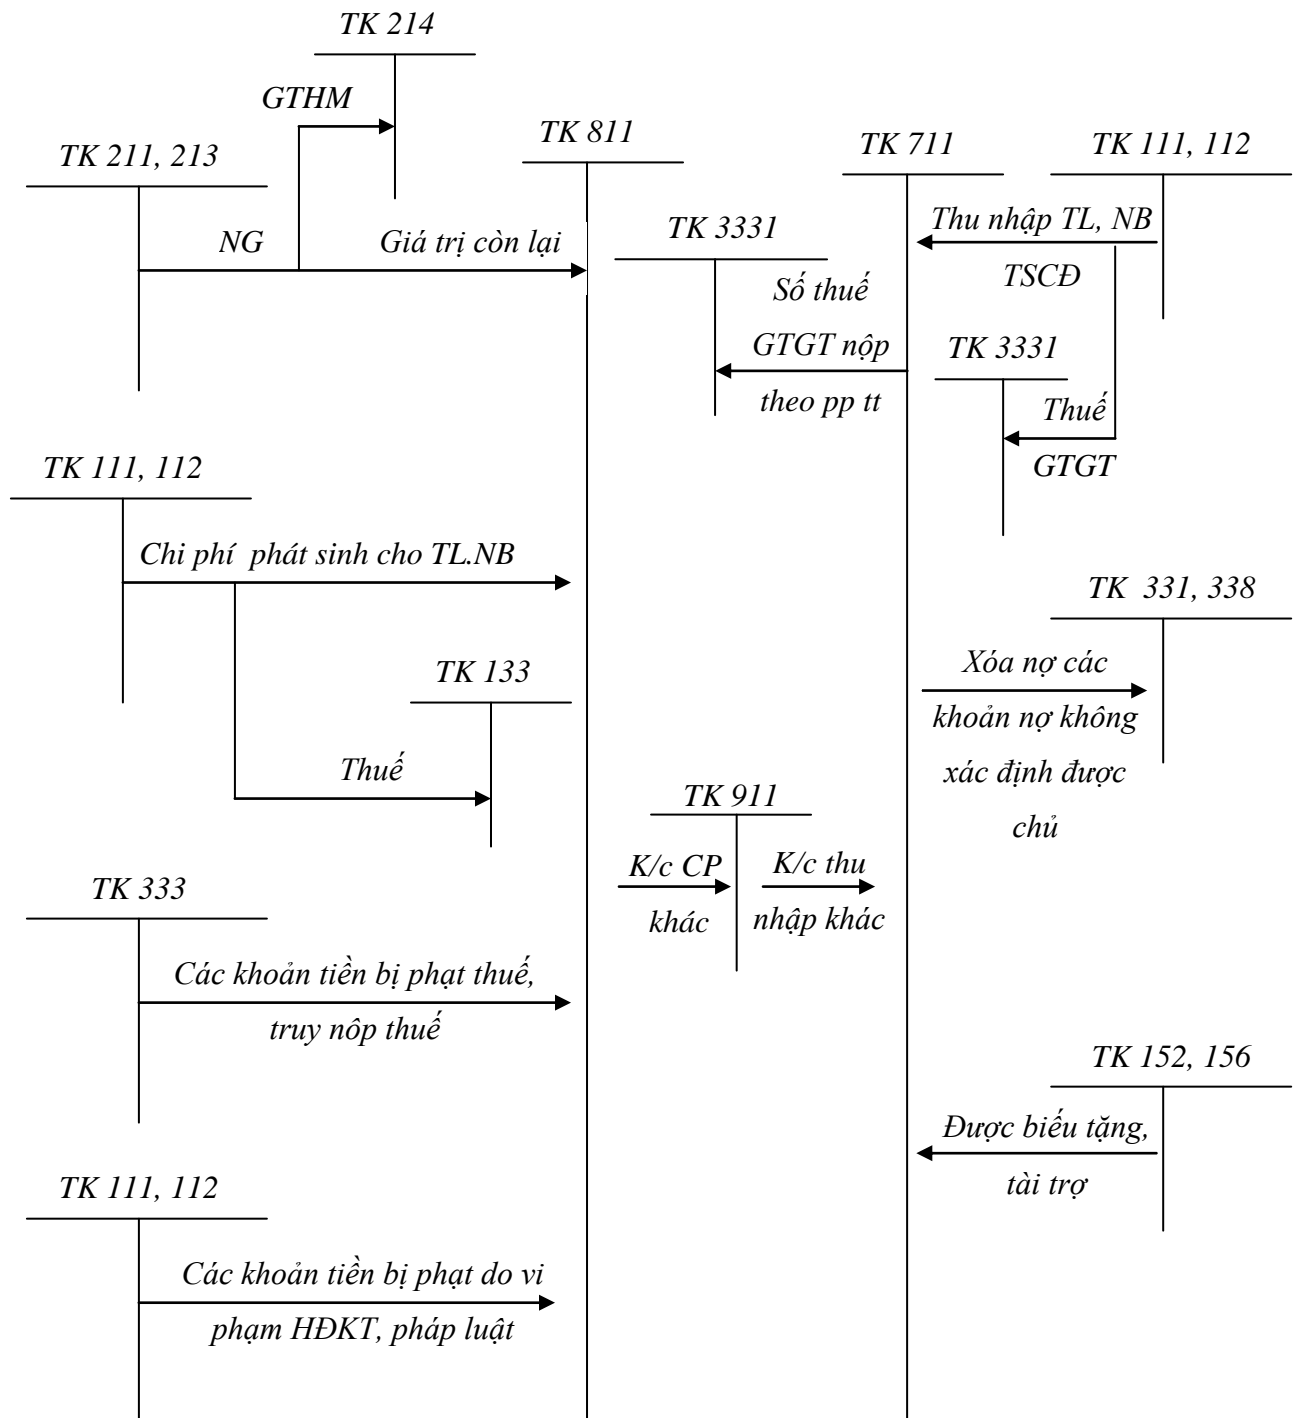 TK 214
GTHM
TK 811
TK 711
TK 111, 112
TK 211, 213
NG
Giá trị còn lại
TK 3331
Thu nhập TL, NB
TSCĐ
Số thuế
GTGT nộp
theo pp tt
TK 3331
Thuế
GTGT
TK 111, 112
Chi phí  phát sinh cho TL.NB
TK  331, 338
TK 133
Xóa nợ các
khoản nợ không
xác định được
chủ
Thuế
TK 911
K/c CP
khác
K/c thu
nhập khác
TK 333
Các khoản tiền bị phạt thuế,
truy nôp thuế
TK 152, 156
Được biếu tặng,
tài trợ
TK 111, 112
Các khoản tiền bị phạt do vi
phạm HĐKT, pháp luật